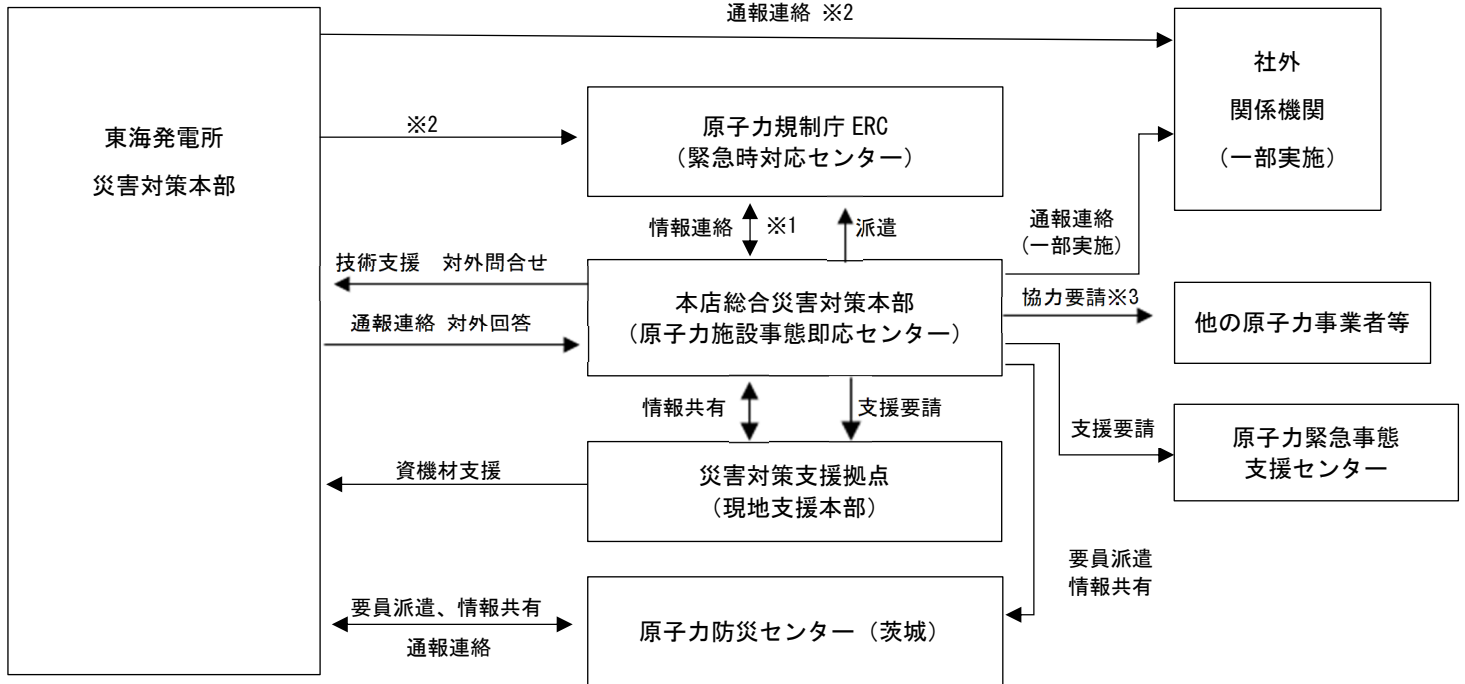 通報連絡 ※2
社外
関係機関
（一部実施）
東海発電所
災害対策本部
※2
原子力規制庁 ERC
（緊急時対応センター）
情報連絡 ※1
派遣
通報連絡
（一部実施）
技術支援 対外問合せ
本店総合災害対策本部
（原子力施設事態即応センター）
協力要請※3
他の原子力事業者等
通報連絡 対外回答
情報共有
支援要請
支援要請
原子力緊急事態
支援センター
資機材支援
災害対策支援拠点
（現地支援本部）
要員派遣
情報共有
要員派遣、情報共有
通報連絡
原子力防災センター（茨城）